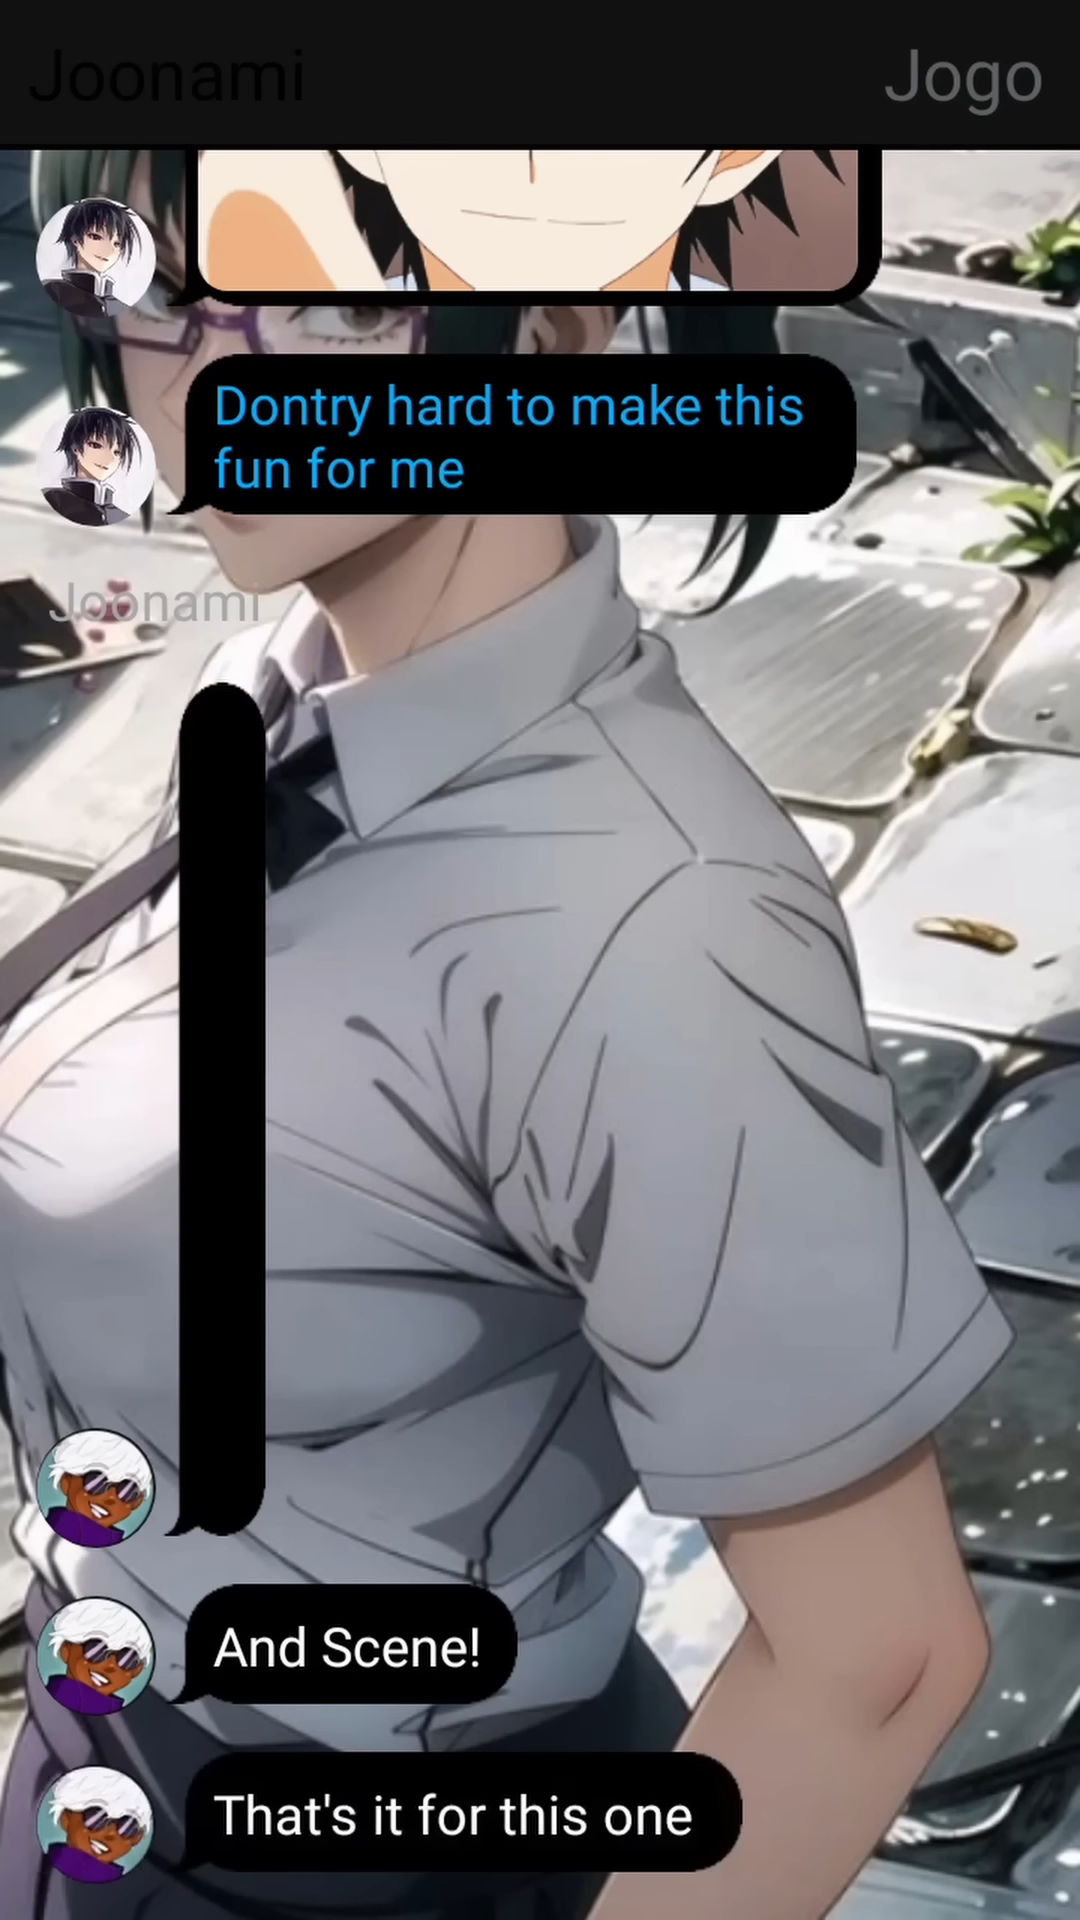 Joonami
Jogo
Dontry hard to make this
fun for me
Joonami
And Scene!
That's it for this one